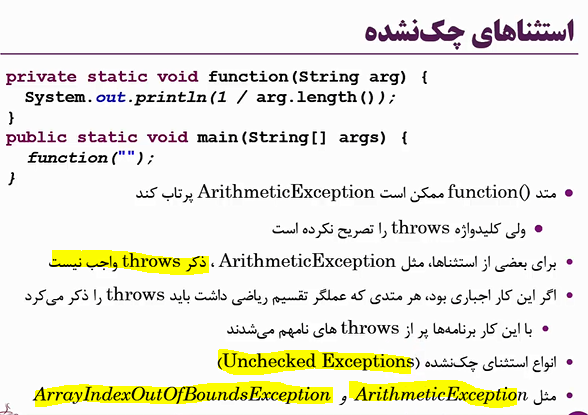 استثناهای چک‌نشده
private static void function(String arg) {
System.out.println(1 / arg.length());
}
public static void main(String[] args) {
function("");
}
• متد function() ممکن است ArithmeticException پرتاب کند
• ولی کلیدواژه throws را تصریح نکرده است
• برای بعضی از استثناها، مثل ArithmeticException ، ذکر throws واجب نیست
• اگر این کار اجباری بود، هر متدی که عملگر تقسیم ریاضی داشت باید throws را ذکر می‌کرد
• با این کار برنامه‌ها پر از throws های نامهم می‌شدند
• انواع استثنای چک‌نشده (Unchecked Exceptions)
• مثل ArithmeticException و ArrayIndexOutOfBoundsException